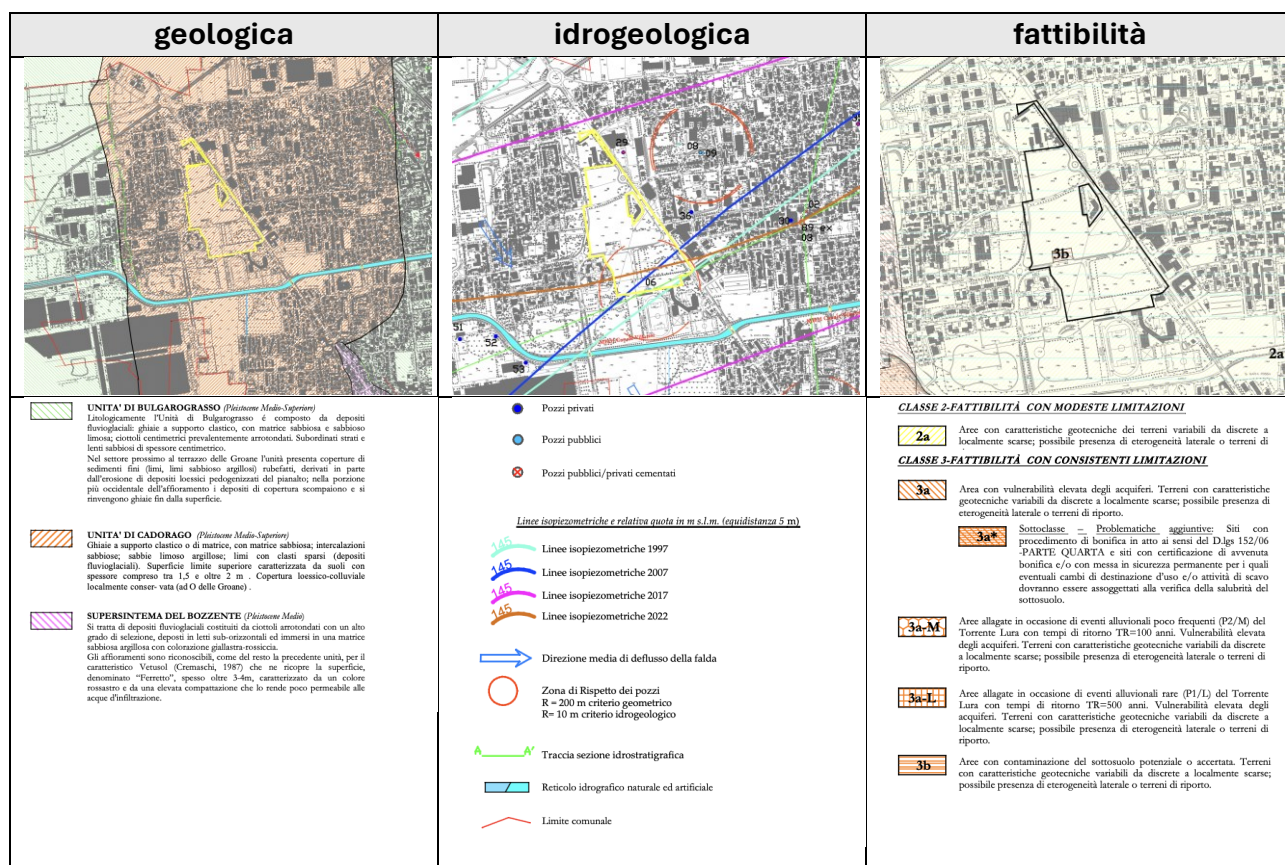 geologica
idrogeologica
fattibilità
29
08
09
36
30
02
A9 ex
03
06
51
52
53
3b
2a
UNITA' DI BULGAROGRASSO (Pleistocene Medio-Superiore)
Litologicamente l'Unità di Bulgarograsso é composto da depositi
fluvioglaciali: ghiaie a supporto clastico, con matrice sabbiosa e sabbioso
limosa; ciottoli centimetrici prevalentemente arrotondati. Subordinati strati e
lenti sabbiosi di spessore centimetrico.
Nel settore prossimo al terrazzo delle Groane l'unità presenta coperture di
sedimenti fini (limi, limi sabbioso argillosi) rubefatti, derivati in parte
dall'erosione di depositi loessici pedogenizzati del pianalto; nella porzione
più occidentale dell'affioramento i depositi di copertura scompaiono e si
rinvengono ghiaie fin dalla superficie.
UNITA' DI CADORAGO (Pleistocene Medio-Superiore)
Ghiaie a supporto clastico o di matrice, con matrice sabbiosa; intercalazioni
sabbiose; sabbie limoso argillose; limi con clasti sparsi (depositi
fluvioglaciali). Superficie limite superiore caratterizzata da suoli con
spessore compreso tra 1,5 e oltre 2 m . Copertura loessico-colluviale
localmente conser- vata (ad O delle Groane) .
SUPERSINTEMA DEL BOZZENTE (Pleistocene Medio)
Si tratta di depositi fluvioglaciali costituiti da ciottoli arrotondati con un alto
grado di selezione, deposti in letti sub-orizzontali ed immersi in una matrice
sabbiosa argillosa con colorazione giallastra-rossiccia.
Gli affioramenti sono riconoscibili, come del resto la precedente unità, per il
caratteristico Vetusol (Cremaschi, 1987) che ne ricopre la superficie,
denominato "Ferretto", spesso oltre 3-4m, caratterizzato da un colore
rossastro e da una elevata compattazione che lo rende poco permeabile alle
acque d'infiltrazione.
Pozzi privati
Pozzi pubblici
Pozzi pubblici/privati cementati
Linee isopiezometriche e relativa quota in m s.l.m. (equidistanza 5 m)
145 Linee isopiezometriche 1997
145 Linee isopiezometriche 2007
145 Linee isopiezometriche 2017
145 Linee isopiezometriche 2022
Direzione media di deflusso della falda
Zona di Rispetto dei pozzi
R = 200 m criterio geometrico
R= 10 m criterio idrogeologico
A A' Traccia sezione idrostratigrafica
Reticolo idrografico naturale ed artificiale
Limite comunale
CLASSE 2-FATTIBILITÀ CON MODESTE LIMITAZIONI
2a Aree con caratteristiche geotecniche dei terreni variabili da discrete a
localmente scarse; possibile presenza di eterogeneità laterale o terreni di
CLASSE 3-FATTIBILITÀ CON CONSISTENTI LIMITAZIONI
3a Area con vulnerabilità elevata degli acquiferi. Terreni con caratteristiche
geotecniche variabili da discrete a localmente scarse; possibile presenza di
eterogeneità laterale o terreni di riporto.
3a* Sottoclasse – Problematiche aggiuntive: Siti con
procedimento di bonifica in atto ai sensi del D.lgs 152/06
-PARTE QUARTA e siti con certificazione di avvenuta
bonifica e/o con messa in sicurezza permanente per i quali
eventuali cambi di destinazione d'uso e/o attività di scavo
dovranno essere assoggettati alla verifica della salubrità del
sottosuolo.
3a-M Aree allagate in occasione di eventi alluvionali poco frequenti (P2/M) del
Torrente Lura con tempi di ritorno TR=100 anni. Vulnerabilità elevata
degli acquiferi. Terreni con caratteristiche geotecniche variabili da discrete
a localmente scarse; possibile presenza di eterogeneità laterale o terreni di
riporto.
3a-L Aree allagate in occasione di eventi alluvionali rare (P1/L) del Torrente
Lura con tempi di ritorno TR=500 anni. Vulnerabilità elevata degli
acquiferi. Terreni con caratteristiche geotecniche variabili da discrete a
localmente scarse; possibile presenza di eterogeneità laterale o terreni di
riporto.
3b Aree con contaminazione del sottosuolo potenziale o accertata. Terreni
con caratteristiche geotecniche variabili da discrete a localmente scarse;
possibile presenza di eterogeneità laterale o terreni di riporto.